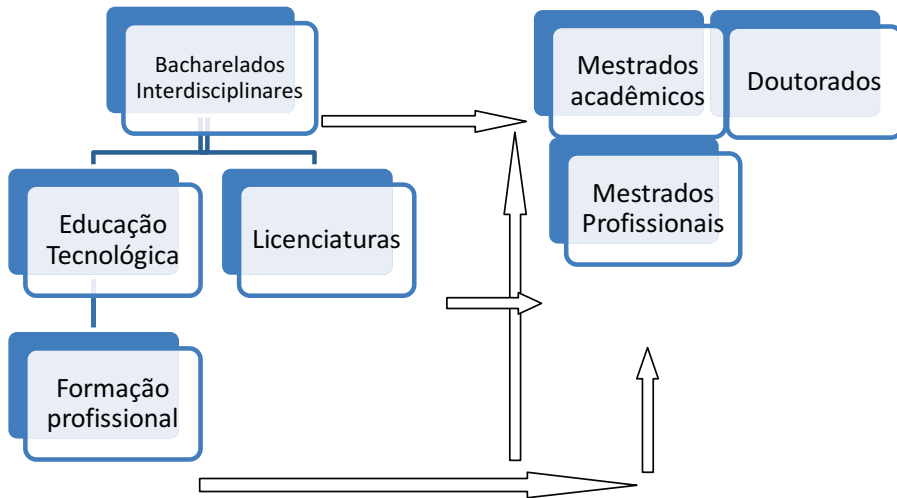 Bacharelados
Interdisciplinares
Mestrados
acadêmicos
Doutorados
Mestrados
Profissionais
Educação
Tecnológica
Licenciaturas
Formação
profissional